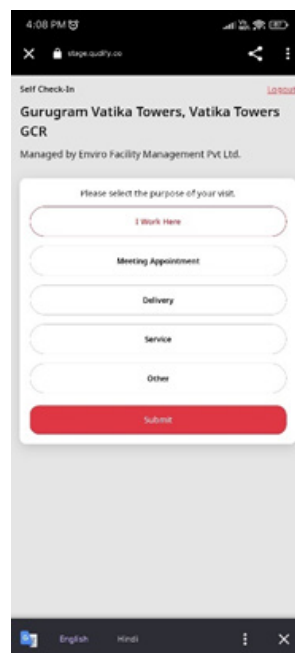 4:08 PM
stage.qudify.co
Self Check-In
Logout
Gurugram Vatika Towers, Vatika Towers
GCR
Managed by Enviro Facility Management Pvt Ltd.
Please select the purpose of your visit.
I Work Here
Meeting Appointment
Delivery
Service
Other
Submit
English Hindi